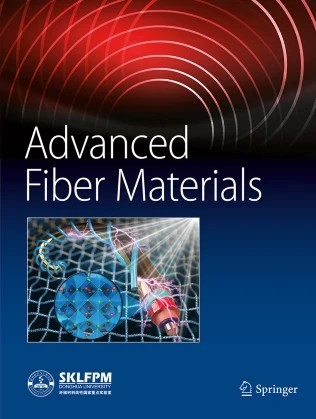 Advanced
Fiber Materials
SKLFPM
DONGHUA UNIVERSITY
Springer